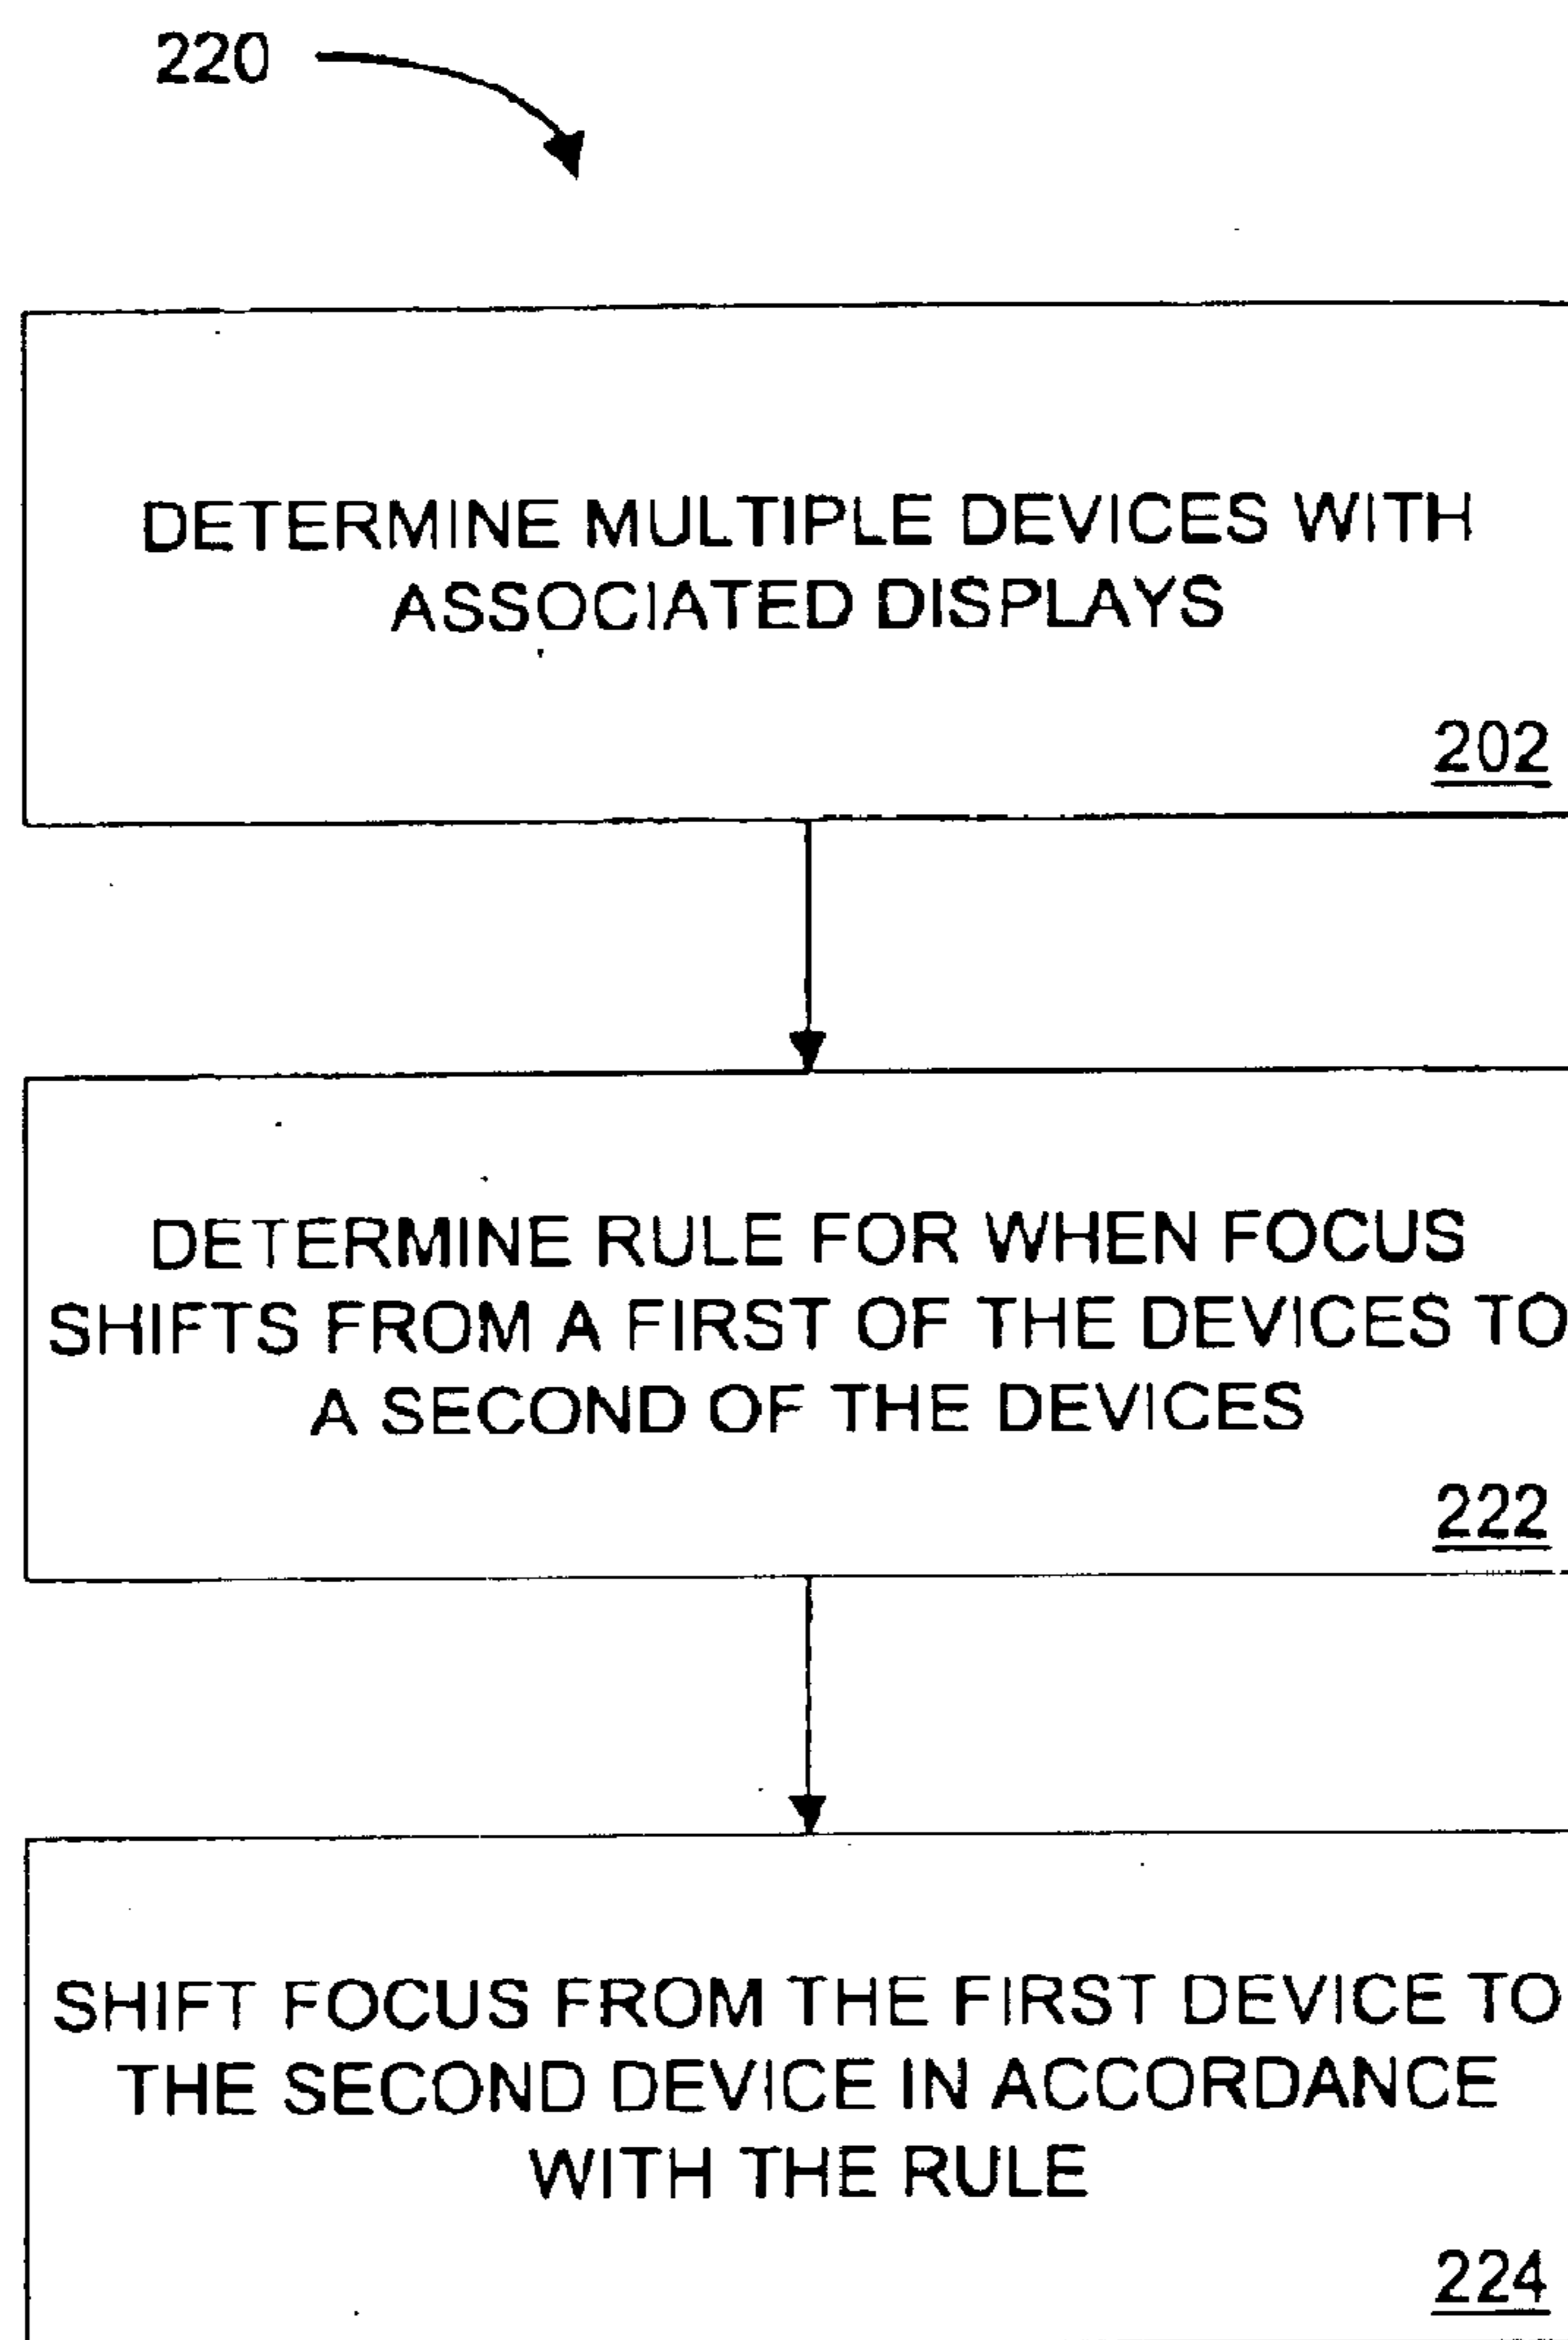 220
DETERMINE MULTIPLE DEVICES WITH
ASSOCIATED DISPLAYS
202
DETERMINE RULE FOR WHEN FOCUS
SHIFTS FROM A FIRST OF THE DEVICES TO
A SECOND OF THE DEVICES
222
SHIFT FOCUS FROM THE FIRST DEVICE TO
THE SECOND DEVICE IN ACCORDANCE
WITH THE RULE
224